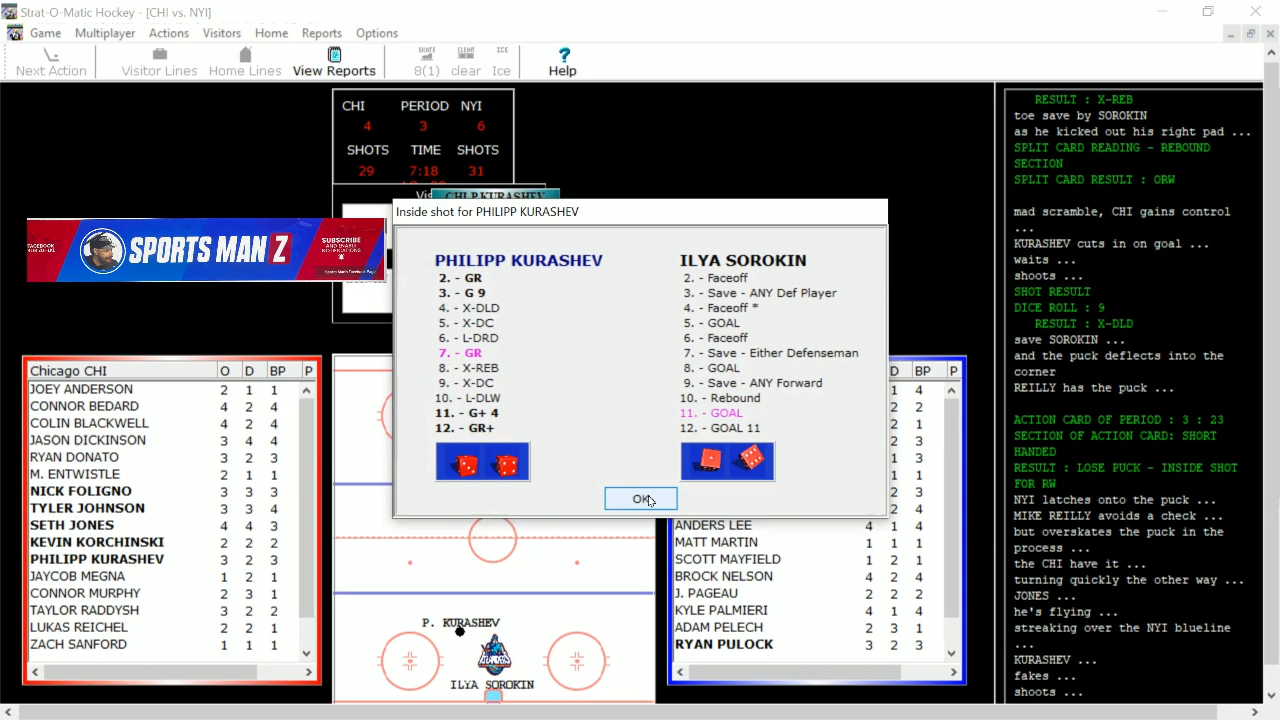 Strat-O-Matic Hockey - [CHI vs. NYI]
Game Multiplayer Actions Visitors Home Reports Options
SKATE CLEAR ICE
Next Action Visitor Lines Home Lines View Reports 8(1) clear Ice Help
CHI PERIOD NYI
4 3 6
SHOTS TIME SHOTS
29 7:18 31
CHI P KURASHEV
Inside shot for PHILIPP KURASHEV
PHILIPP KURASHEV
2. - GR
3. - G 9
4. - X-DLD
5. - X-DC
6. - L-DRD
7. - GR
8. - X-REB
9. - X-DC
10. - L-DLW
11. - G+ 4
12. - GR+
ILYA SOROKIN
2. - Faceoff
3. - Save - ANY Def Player
4. - Faceoff *
5. - GOAL
6. - Faceoff
7. - Save - Either Defenseman
8. - GOAL
9. - Save - ANY Forward
10. - Rebound
11. - GOAL
12. - GOAL 11
OK
SPORTS MAN Z
SUBSCRIBE
AND ENABLE
NOTIFICATIONS
Chicago CHI O D BP P
JOEY ANDERSON 2 1 1
CONNOR BEDARD 4 2 4
COLIN BLACKWELL 4 2 4
JASON DICKINSON 3 4 4
RYAN DONATO 3 2 3
M. ENTWISTLE 2 1 1
NICK FOLIGNO 3 3 3
TYLER JOHNSON 3 3 4
SETH JONES 4 4 3
KEVIN KORCHINSKI 2 2 2
PHILIPP KURASHEV 3 2 3
JAYCOB MEGNA 1 2 1
CONNOR MURPHY 2 3 1
TAYLOR RADDYSH 3 2 2
LUKAS REICHEL 2 2 1
ZACH SANFORD 1 1 1
P. KURASHEV
ILYA SOROKIN
D BP P
ANDERS LEE 4 1 4
MATT MARTIN 1 1 1
SCOTT MAYFIELD 1 2 1
BROCK NELSON 4 2 4
J. PAGEAU 2 2 2
KYLE PALMIERI 4 1 4
ADAM PELECH 2 3 1
RYAN PULOCK 3 2 3
RESULT : X-REB
toe save by SOROKIN
as he kicked out his right pad ...
SPLIT CARD READING - REBOUND
SECTION
SPLIT CARD RESULT : ORW
mad scramble, CHI gains control
...
KURASHEV cuts in on goal ...
waits ...
shoots ...
SHOT RESULT
DICE ROLL : 9
RESULT : X-DLD
save SOROKIN ...
and the puck deflects into the
corner
REILLY has the puck ...
ACTION CARD OF PERIOD : 3 : 23
SECTION OF ACTION CARD: SHORT
HANDED
RESULT : LOSE PUCK - INSIDE SHOT
FOR RW
NYI latches onto the puck ...
MIKE REILLY avoids a check ...
but overskates the puck in the
process ...
the CHI have it ...
turning quickly the other way ...
JONES ...
he's flying ...
streaking over the NYI blueline
...
KURASHEV ...
fakes ...
shoots ...